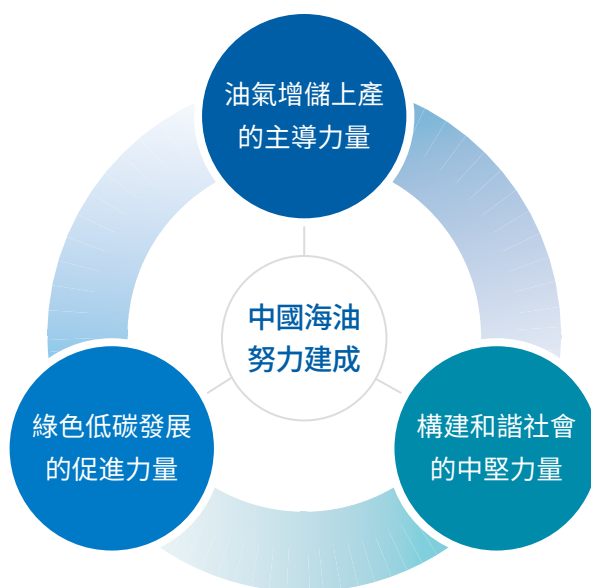 油氣增儲上產
的主導力量
中國海油
努力建成
綠色低碳發展
的促進力量
構建和諧社會
的中堅力量